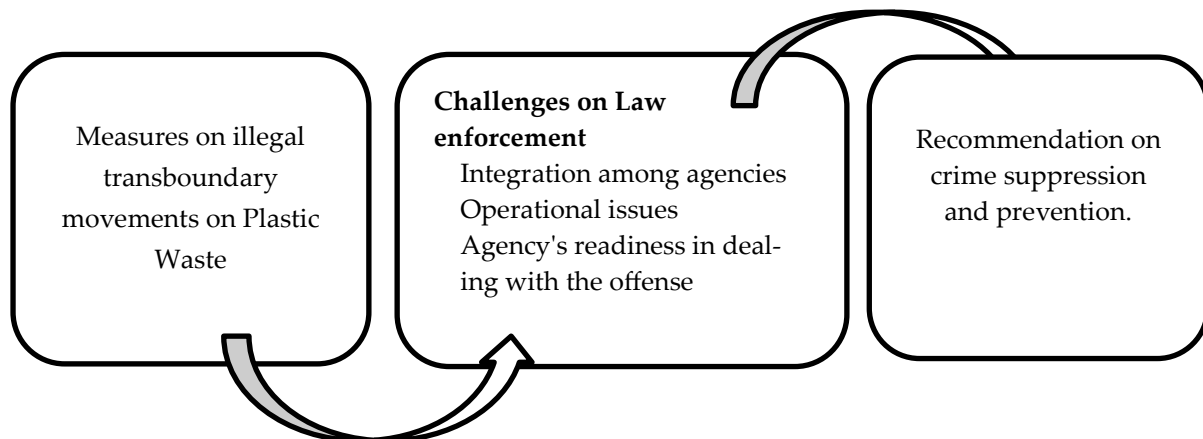 Measures on illegal
transboundary
movements on Plastic
Waste
Challenges on Law
enforcement
Integration among agencies
Operational issues
Agency's readiness in deal-
ing with the offense
Recommendation on
crime suppression
and prevention.